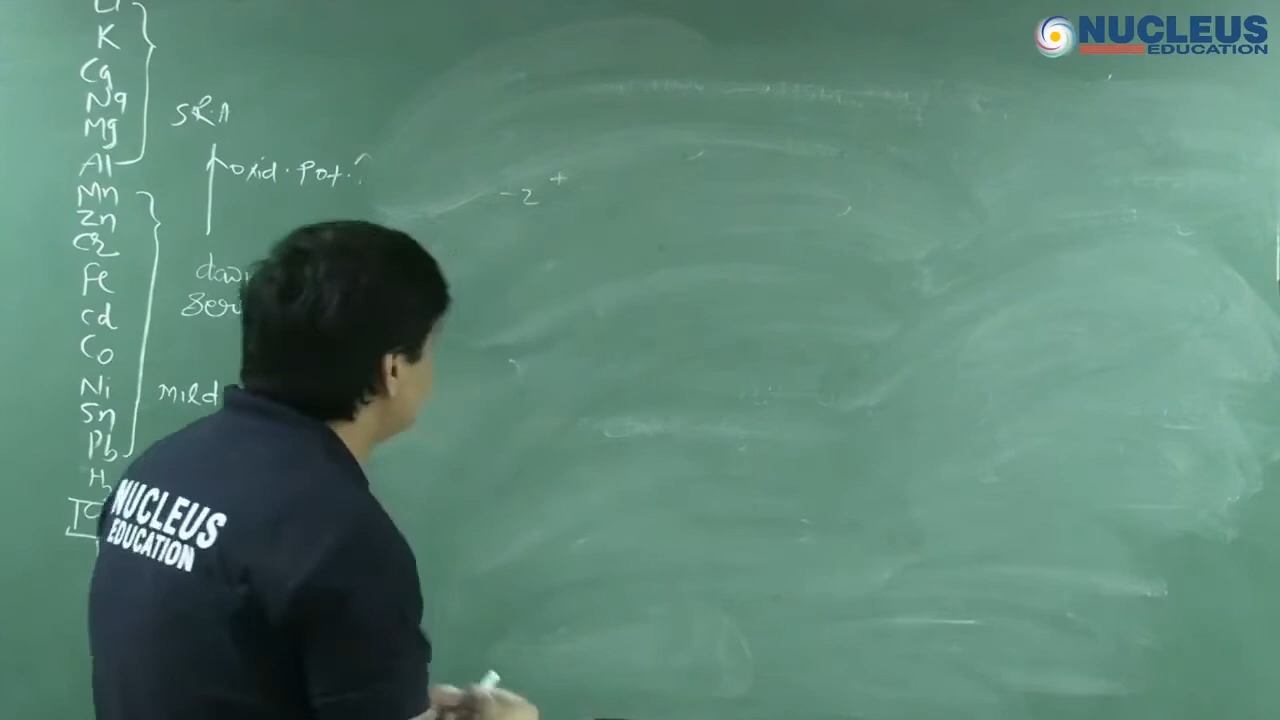 NUCLEUS
EDUCATION
Li
K
Ca
Na
Mg
Al
Mn
Zn
Cr
Fe
Cd
Co
Ni
Sn
Pb
H
S.R.A
oxid. Pot. ↑
mild
-2 +
NUCLEUS
EDUCATION